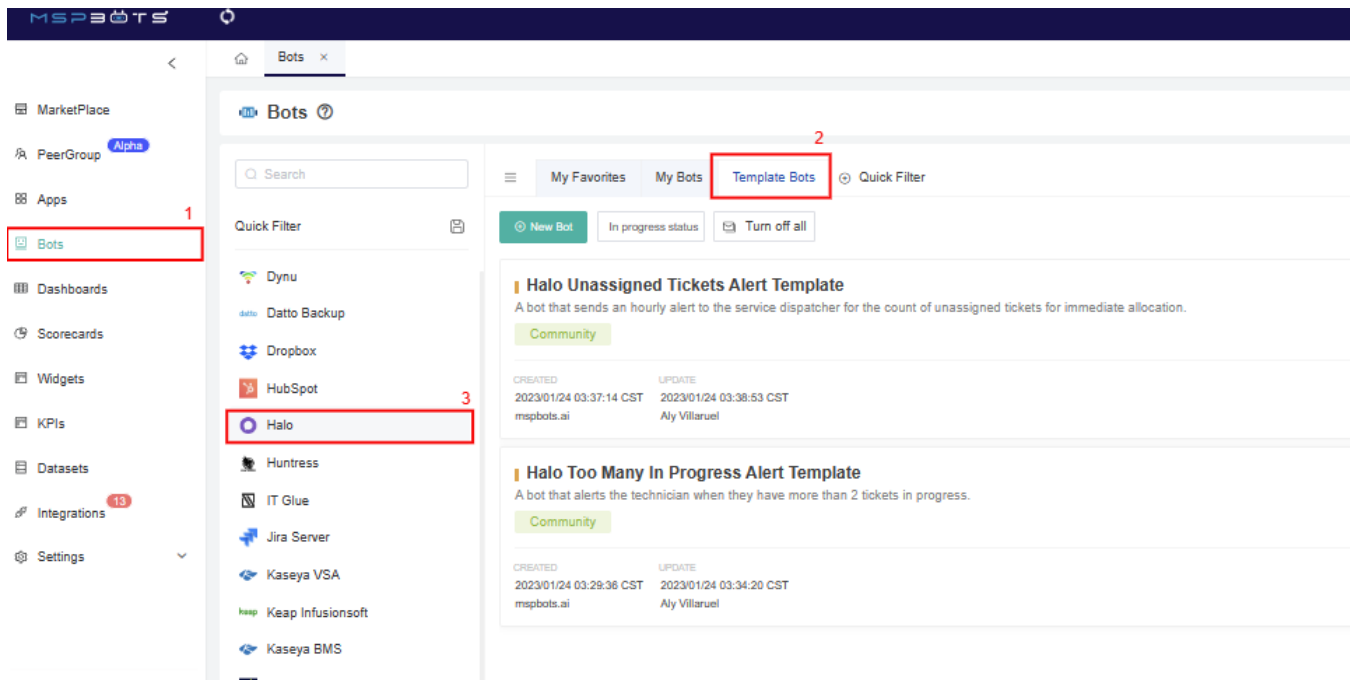 MSPBOTS
Bots ×
MarketPlace
PeerGroup Alpha
Apps
1
Bots
Dashboards
Scorecards
Widgets
KPIs
Datasets
Integrations 13
Settings
Bots
Search
Quick Filter
Dynu
datto Datto Backup
Dropbox
HubSpot
3
Halo
Huntress
IT Glue
Jira Server
Kaseya VSA
keap Keap Infusionsoft
Kaseya BMS
2
My Favorites My Bots Template Bots Quick Filter
New Bot In progress status Turn off all
Halo Unassigned Tickets Alert Template
A bot that sends an hourly alert to the service dispatcher for the count of unassigned tickets for immediate allocation.
Community
CREATED UPDATE
2023/01/24 03:37:14 CST 2023/01/24 03:38:53 CST
mspbots.ai Aly Villaruel
Halo Too Many In Progress Alert Template
A bot that alerts the technician when they have more than 2 tickets in progress.
Community
CREATED UPDATE
2023/01/24 03:29:36 CST 2023/01/24 03:34:20 CST
mspbots.ai Aly Villaruel